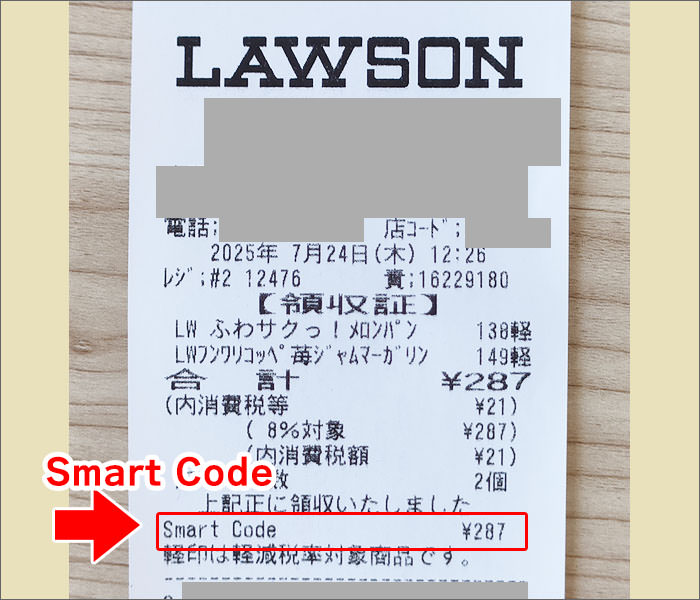 LAWSON
電話;
店ｺｰﾄﾞ;
2025年 7月24日(木) 12:26
ﾚｼﾞ;#2 12476 責;16229180
【領収証】
LW ふわサクっ！ﾒﾛﾝﾊﾟﾝ 138軽
LWﾌﾝﾜﾘｺｯﾍﾟ苺ｼﾞｬﾑﾏｰｶﾞﾘﾝ 149軽
合 計 ¥287
(内消費税等 ¥21)
( 8%対象 ¥287)
(内消費税額 ¥21)
数 2個
上記正に領収いたしました
Smart Code
Smart Code ¥287
軽印は軽減税率対象商品です。